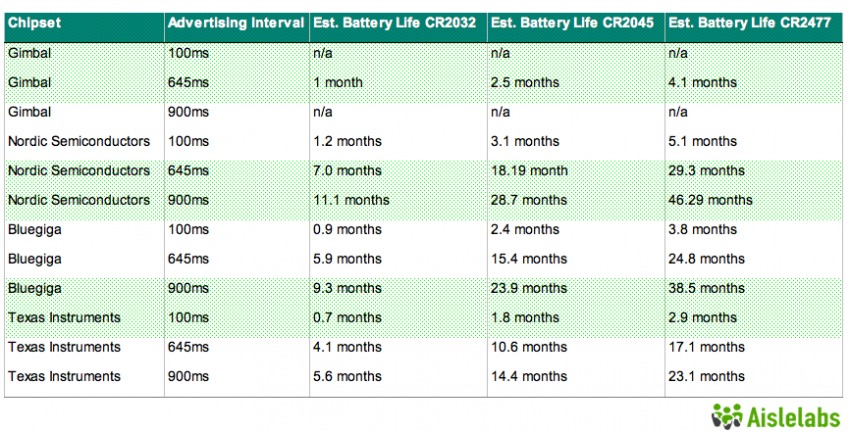 Chipset Advertising Interval Est. Battery Life CR2032 Est. Battery Life CR2045 Est. Battery Life CR2477
Gimbal 100ms n/a n/a n/a
Gimbal 645ms 1 month 2.5 months 4.1 months
Gimbal 900ms n/a n/a n/a
Nordic Semiconductors 100ms 1.2 months 3.1 months 5.1 months
Nordic Semiconductors 645ms 7.0 months 18.19 month 29.3 months
Nordic Semiconductors 900ms 11.1 months 28.7 months 46.29 months
Bluegiga 100ms 0.9 months 2.4 months 3.8 months
Bluegiga 645ms 5.9 months 15.4 months 24.8 months
Bluegiga 900ms 9.3 months 23.9 months 38.5 months
Texas Instruments 100ms 0.7 months 1.8 months 2.9 months
Texas Instruments 645ms 4.1 months 10.6 months 17.1 months
Texas Instruments 900ms 5.6 months 14.4 months 23.1 months
Aislelabs